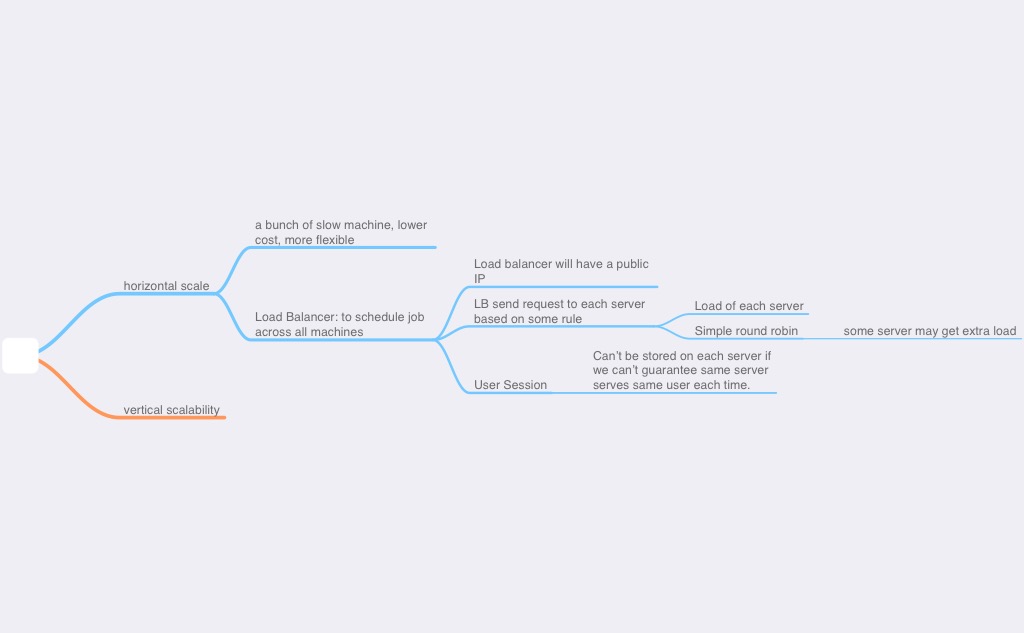 a bunch of slow machine, lower
cost, more flexible
horizontal scale
Load balancer will have a public
IP
LB send request to each server
based on some rule
Load of each server
Simple round robin
some server may get extra load
Load Balancer: to schedule job
across all machines
Can't be stored on each server if
we can't guarantee same server
serves same user each time.
User Session
vertical scalability